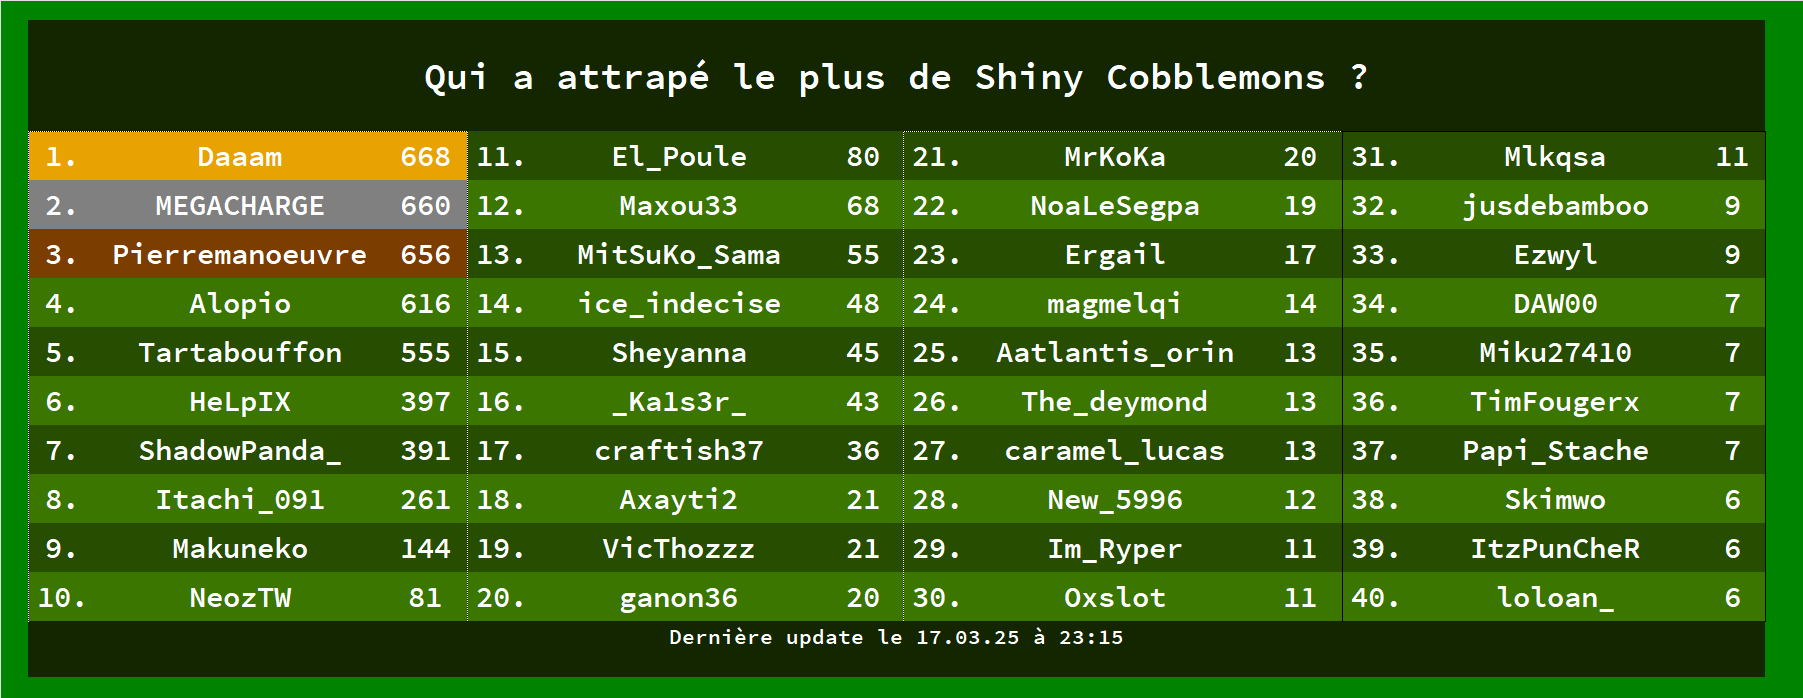 Qui a attrapé le plus de Shiny Cobblemons ?
1. Daaam 668 11. El_Poule 80 21. MrKoKa 20 31. Mlkqsa 11
2. MEGACHARGE 660 12. Maxou33 68 22. NoaLeSegpa 19 32. jusdebamboo 9
3. Pierremanoeuvre 656 13. MitSuKo_Sama 55 23. Ergail 17 33. Ezwyl 9
4. Alopio 616 14. ice_indecise 48 24. magmelqi 14 34. DAW00 7
5. Tartabouffon 555 15. Sheyanna 45 25. Aatlantis_orin 13 35. Miku27410 7
6. HeLpIX 397 16. _Ka1s3r_ 43 26. The_deymond 13 36. TimFougerx 7
7. ShadowPanda_ 391 17. craftish37 36 27. caramel_lucas 13 37. Papi_Stache 7
8. Itachi_091 261 18. Axayti2 21 28. New_5996 12 38. Skimwo 6
9. Makuneko 144 19. VicThozzz 21 29. Im_Ryper 11 39. ItzPunCheR 6
10. NeozTW 81 20. ganon36 20 30. Oxslot 11 40. loloan_ 6
Dernière update le 17.03.25 à 23:15